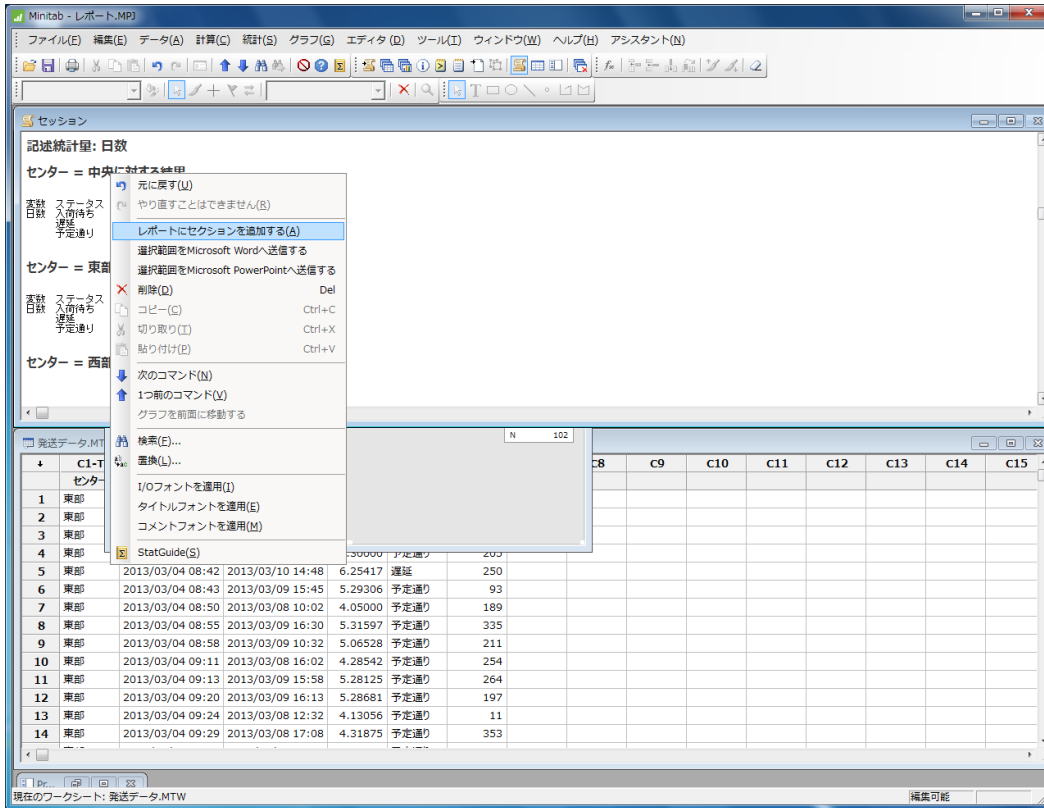 Minitab - レポート.MPJ
ファイル(F) 編集(E) データ(A) 計算(C) 統計(S) グラフ(G) エディタ (D) ツール(T) ウィンドウ(W) ヘルプ(H) アシスタント(N)
セッション
記述統計量: 日数
センター = 中央に対する結果
変数 ステータス
日数 入荷待ち
遅延
予定通り
センター = 東部
変数 ステータス
日数 入荷待ち
遅延
予定通り
センター = 西部
元に戻す(U)
やり直すことはできません(R)
レポートにセクションを追加する(A)
選択範囲をMicrosoft Wordへ送信する
選択範囲をMicrosoft PowerPointへ送信する
削除(D) Del
コピー(C) Ctrl+C
切り取り(T) Ctrl+X
貼り付け(P) Ctrl+V
次のコマンド(N)
1つ前のコマンド(V)
グラフを前面に移動する
検索(F)...
置換(L)...
I/Oフォントを適用(I)
タイトルフォントを適用(E)
コメントフォントを適用(M)
StatGuide(S)
N 102
発送データ.MT
C1-T C8 C9 C10 C11 C12 C13 C14 C15
センター
1 東部
2 東部
3 東部
4 東部 .30000 予定通り 205
5 東部 2013/03/04 08:42 2013/03/10 14:48 6.25417 遅延 250
6 東部 2013/03/04 08:43 2013/03/09 15:45 5.29306 予定通り 93
7 東部 2013/03/04 08:50 2013/03/08 10:02 4.05000 予定通り 189
8 東部 2013/03/04 08:55 2013/03/09 16:30 5.31597 予定通り 335
9 東部 2013/03/04 08:58 2013/03/09 10:32 5.06528 予定通り 211
10 東部 2013/03/04 09:11 2013/03/08 16:02 4.28542 予定通り 254
11 東部 2013/03/04 09:13 2013/03/09 15:58 5.28125 予定通り 264
12 東部 2013/03/04 09:20 2013/03/09 16:13 5.28681 予定通り 197
13 東部 2013/03/04 09:24 2013/03/08 12:32 4.13056 予定通り 11
14 東部 2013/03/04 09:29 2013/03/08 17:08 4.31875 予定通り 353
Pr...
現在のワークシート: 発送データ.MTW 編集可能